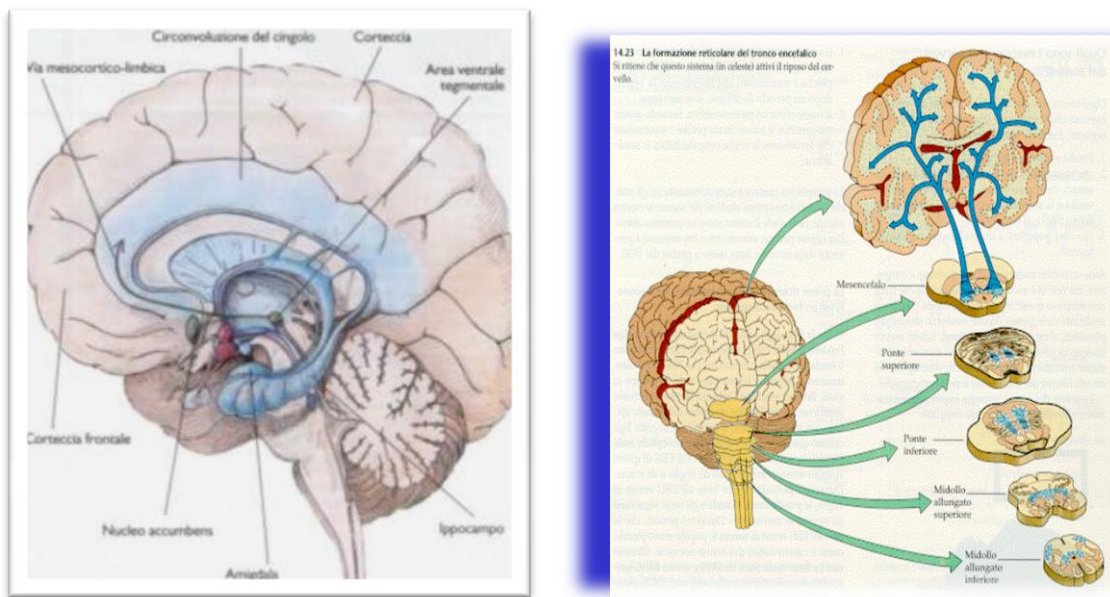 Circonvoluzione del cingolo
Corteccia
Via mesocortico-limbica
Area ventrale
tegmentale
Corteccia frontale
Nucleo accumbens
Ippocampo
Amigdala
14.23 La formazione reticolare del tronco encefalico
Si ritiene che questo sistema (in celeste) attivi il riposo del cer-
vello.
Mesencefalo
Ponte
superiore
Ponte
inferiore
Midollo
allungato
superiore
Midollo
allungato
inferiore